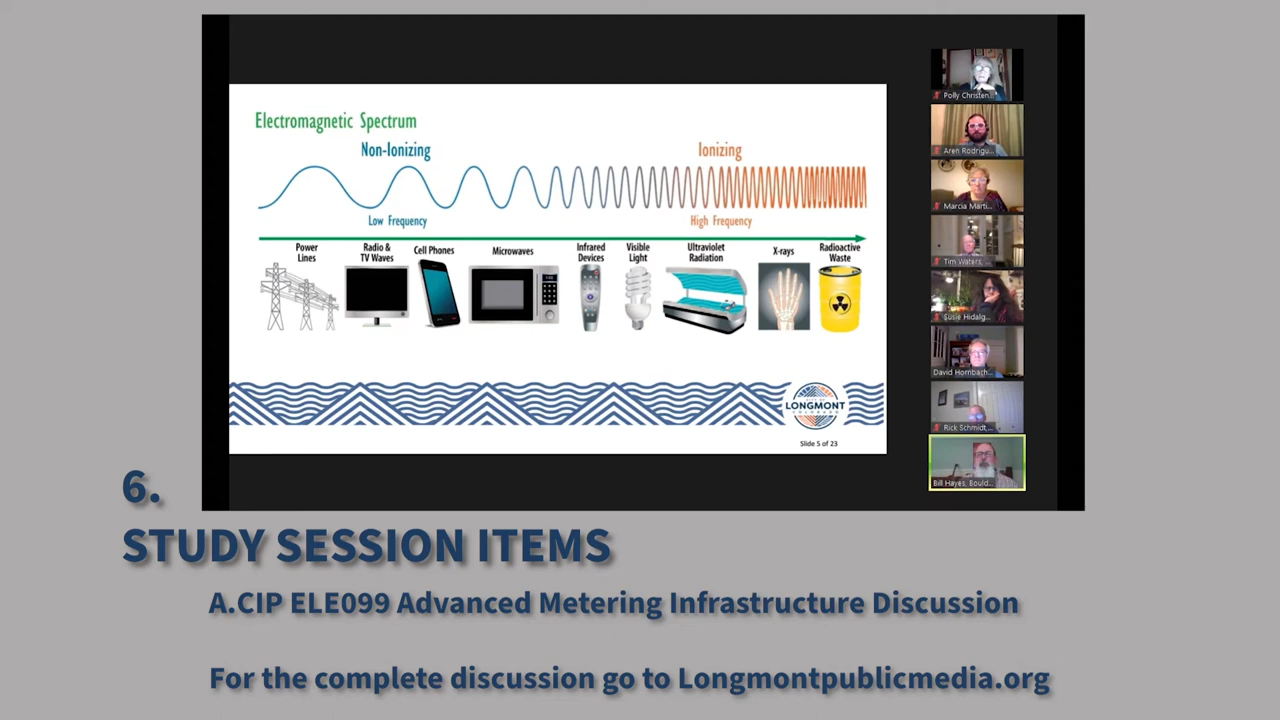 Electromagnetic Spectrum
Non-Ionizing
Ionizing
Low Frequency
High Frequency
Power
Lines
Radio &
TV Waves
Cell Phones
Microwaves
Infrared
Devices
Visible
Light
Ultraviolet
Radiation
X-rays
Radioactive
Waste
LONGMONT
COLORADO
Slide 5 of 23
Polly Christen...
Aren Rodrigu...
Marcia Marti...
Tim Waters, ...
Susie Hidalg...
David Hornbach...
Rick Schmidt,...
Bill Hayes, Bould...
6.
STUDY SESSION ITEMS
A.CIP ELE099 Advanced Metering Infrastructure Discussion
For the complete discussion go to Longmontpublicmedia.org